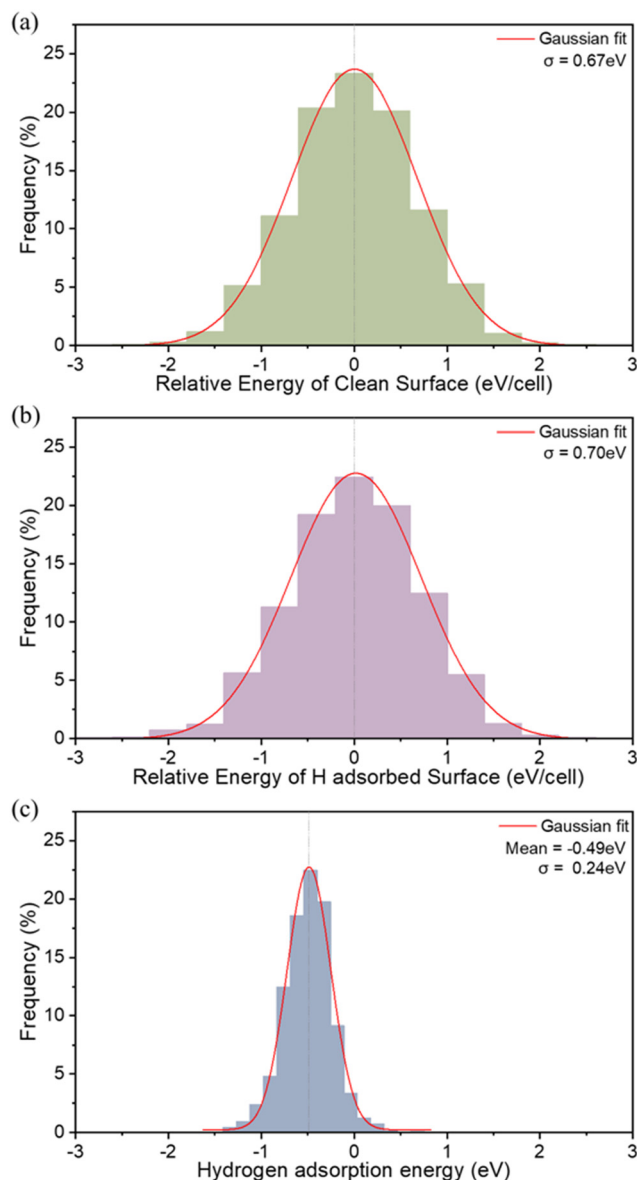 (a)
Gaussian fit
σ = 0.67eV
25
20
15
10
5
0
Frequency (%)
-3 -2 -1 0 1 2 3
Relative Energy of Clean Surface (eV/cell)
(b)
Gaussian fit
σ = 0.70eV
25
20
15
10
5
0
Frequency (%)
-3 -2 -1 0 1 2 3
Relative Energy of H adsorbed Surface (eV/cell)
(c)
Gaussian fit
Mean = -0.49eV
σ = 0.24eV
25
20
15
10
5
0
Frequency (%)
-3 -2 -1 0 1 2 3
Hydrogen adsorption energy (eV)